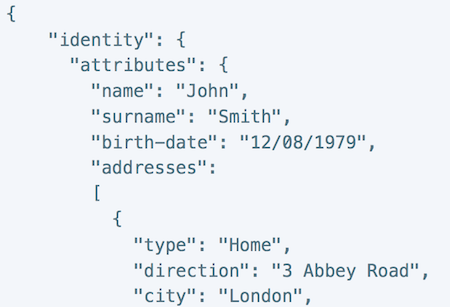 {
"identity": {
"attributes": {
"name": "John",
"surname": "Smith",
"birth-date": "12/08/1979",
"addresses":
[
{
"type": "Home",
"direction": "3 Abbey Road",
"city": "London",